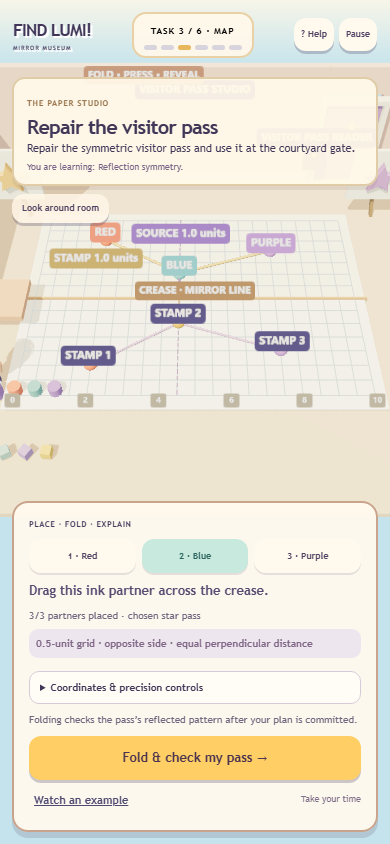 FIND LUMI!
MIRROR MUSEUM
TASK 3 / 6 · MAP
? Help
Pause
FOLD · PRESS · REVEAL
VISITOR PASS STUDIO
THE PAPER STUDIO
Repair the visitor pass
Repair the symmetric visitor pass and use it at the courtyard gate.
You are learning: Reflection symmetry.
Look around room
RED
SOURCE 1.0 units
PURPLE
STAMP 1.0 units
BLUE
CREASE · MIRROR LINE
STAMP 2
STAMP 1
STAMP 3
0
2
4
6
8
10
PLACE · FOLD · EXPLAIN
1 · Red
2 · Blue
3 · Purple
Drag this ink partner across the crease.
3/3 partners placed · chosen star pass
0.5-unit grid · opposite side · equal perpendicular distance
▶ Coordinates & precision controls
Folding checks the pass's reflected pattern after your plan is committed.
Fold & check my pass →
Watch an example
Take your time